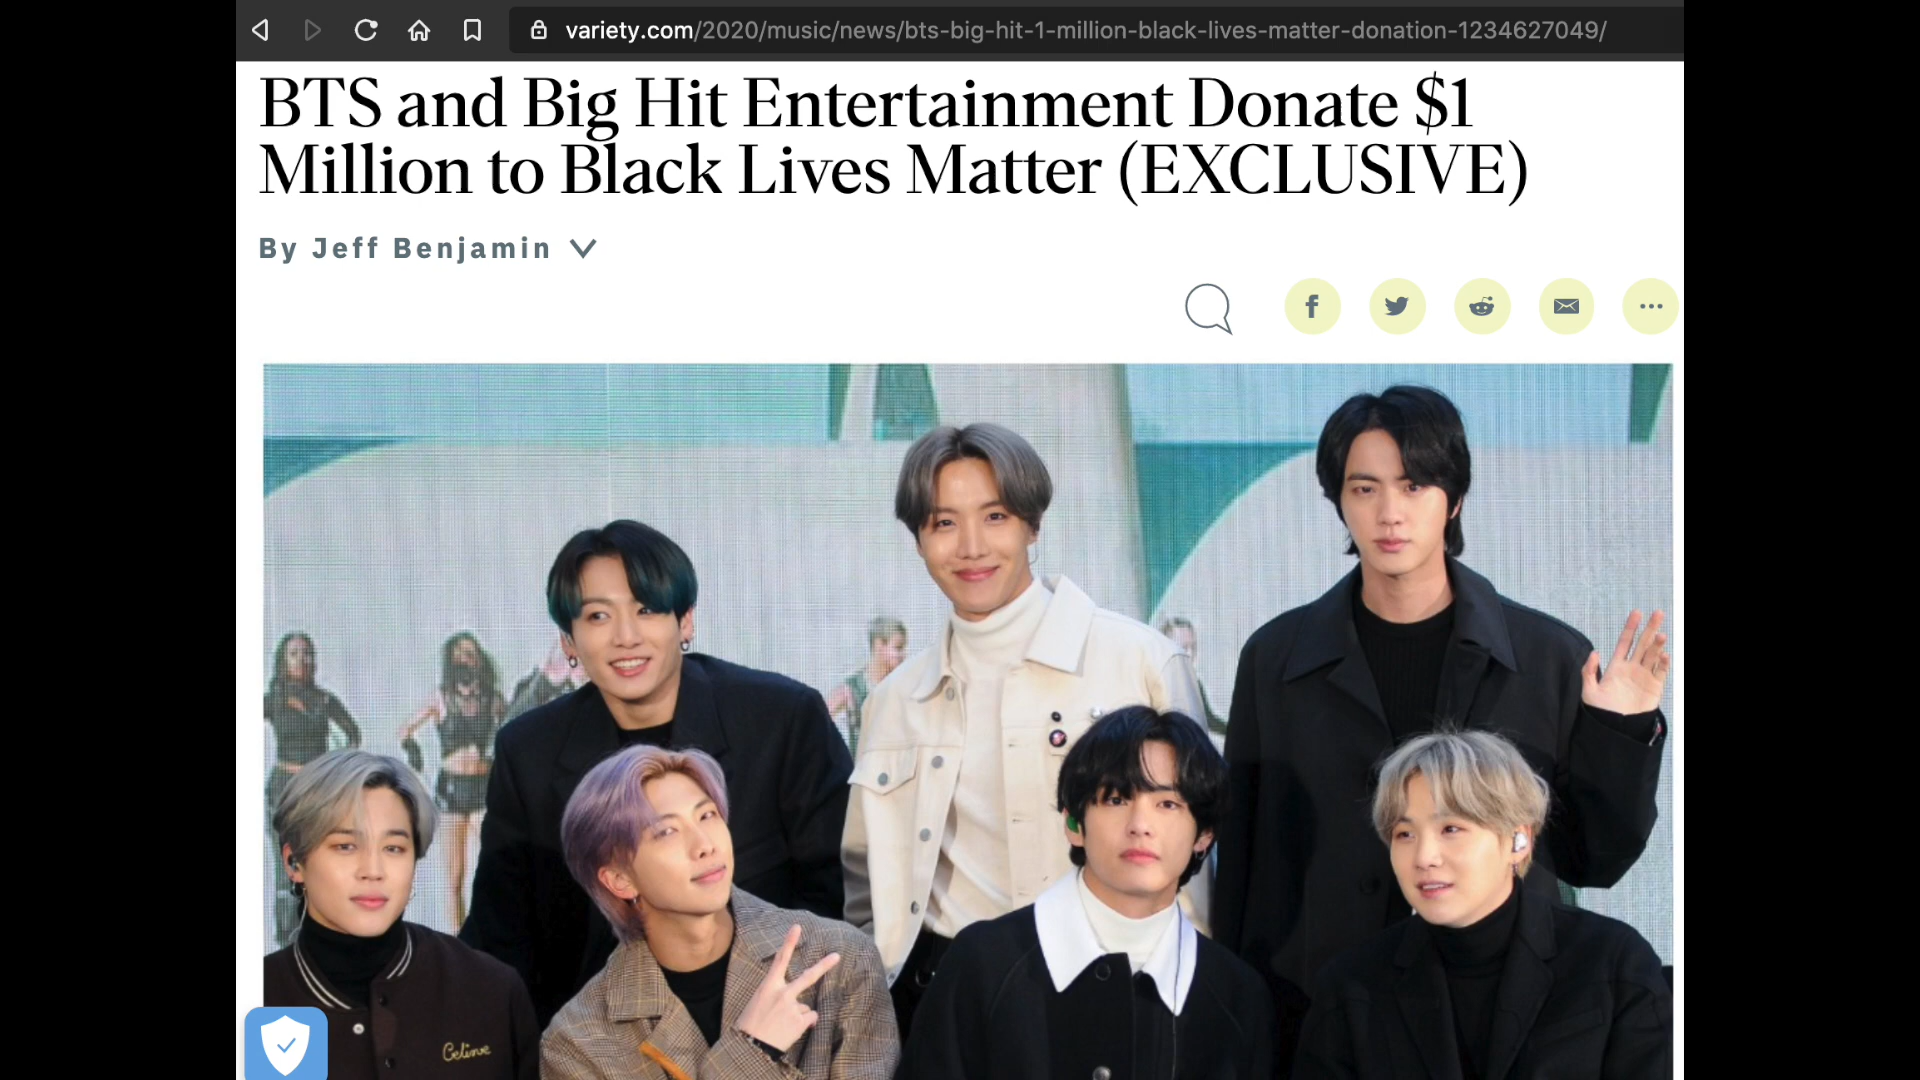 variety.com/2020/music/news/bts-big-hit-1-million-black-lives-matter-donation-1234627049/
BTS and Big Hit Entertainment Donate $1
Million to Black Lives Matter (EXCLUSIVE)
By Jeff Benjamin
Celine